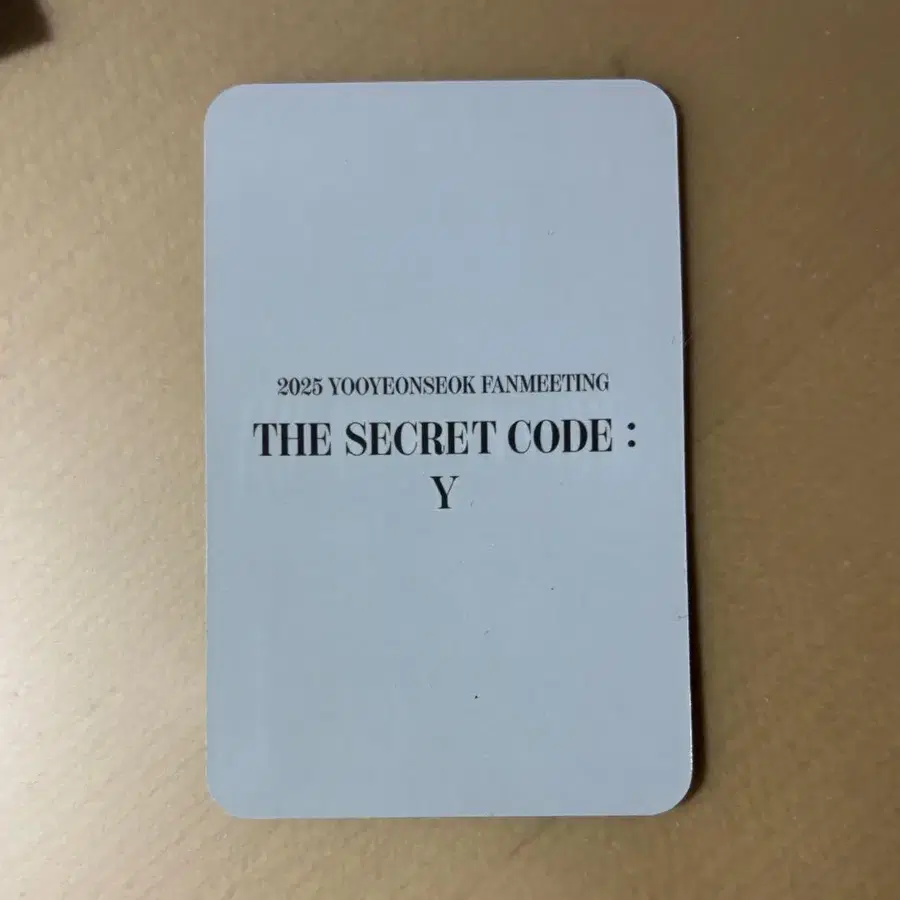 2025 YOOYEONSEOK FANMEETING
THE SECRET CODE :
Y